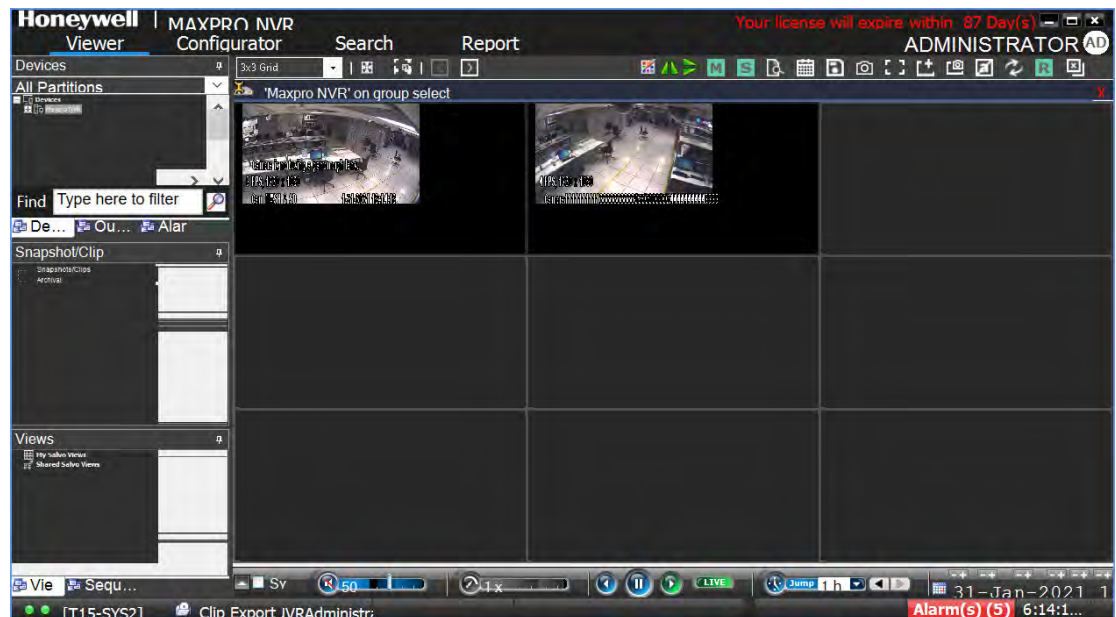 Honeywell | MAXPRO NVR
Your license will expire within 87 Day(s)
Viewer Configurator Search Report
ADMINISTRATOR AD
Devices
3x3 Grid
M S R
All Partitions
'Maxpro NVR' on group select X
Devices
Find Type here to filter
De... Ou... Alar
Snapshot/Clip
Snapshots/Clips
Archival
Views
My Salvo Views
Shared Salvo Views
Vie Sequ...
Sy 50 1x LIVE Jump 1 h
31-Jan-2021 1
[T15-SYS2] Clip Export JVRAdministr
Alarm(s) (5) 6:14:1...